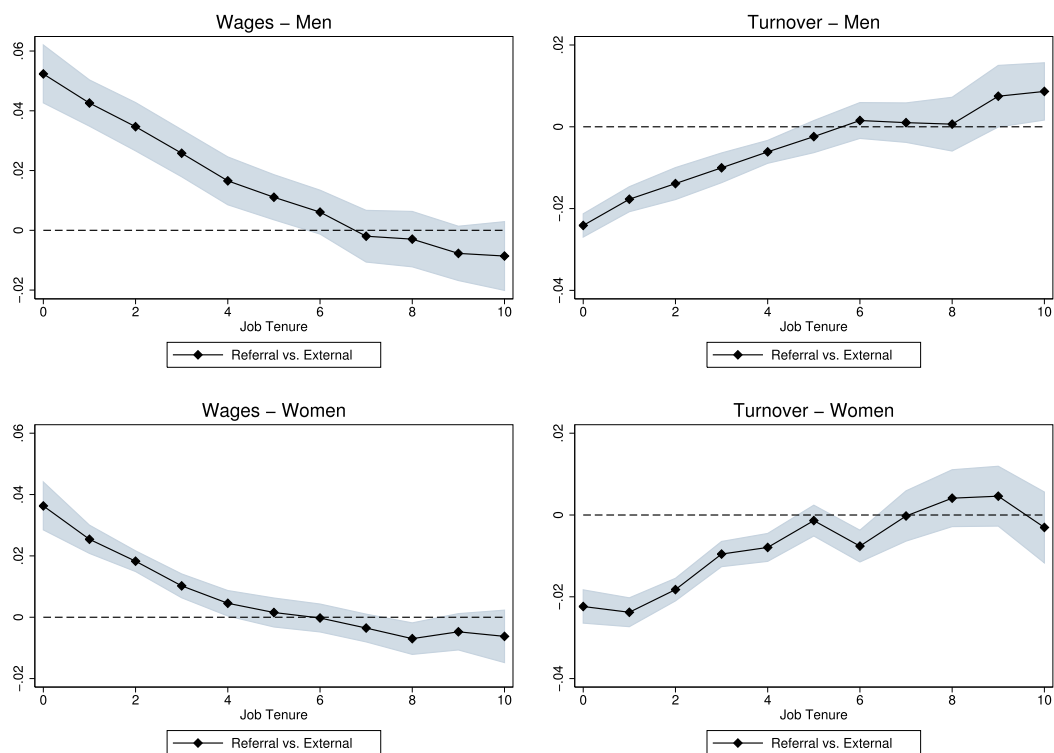 Wages – Men
.06
.04
.02
0
-.02
0 2 4 6 8 10
Job Tenure
Referral vs. External
Turnover – Men
.02
0
-.02
-.04
0 2 4 6 8 10
Job Tenure
Referral vs. External
Wages – Women
.06
.04
.02
0
-.02
0 2 4 6 8 10
Job Tenure
Referral vs. External
Turnover – Women
.02
0
-.02
-.04
0 2 4 6 8 10
Job Tenure
Referral vs. External